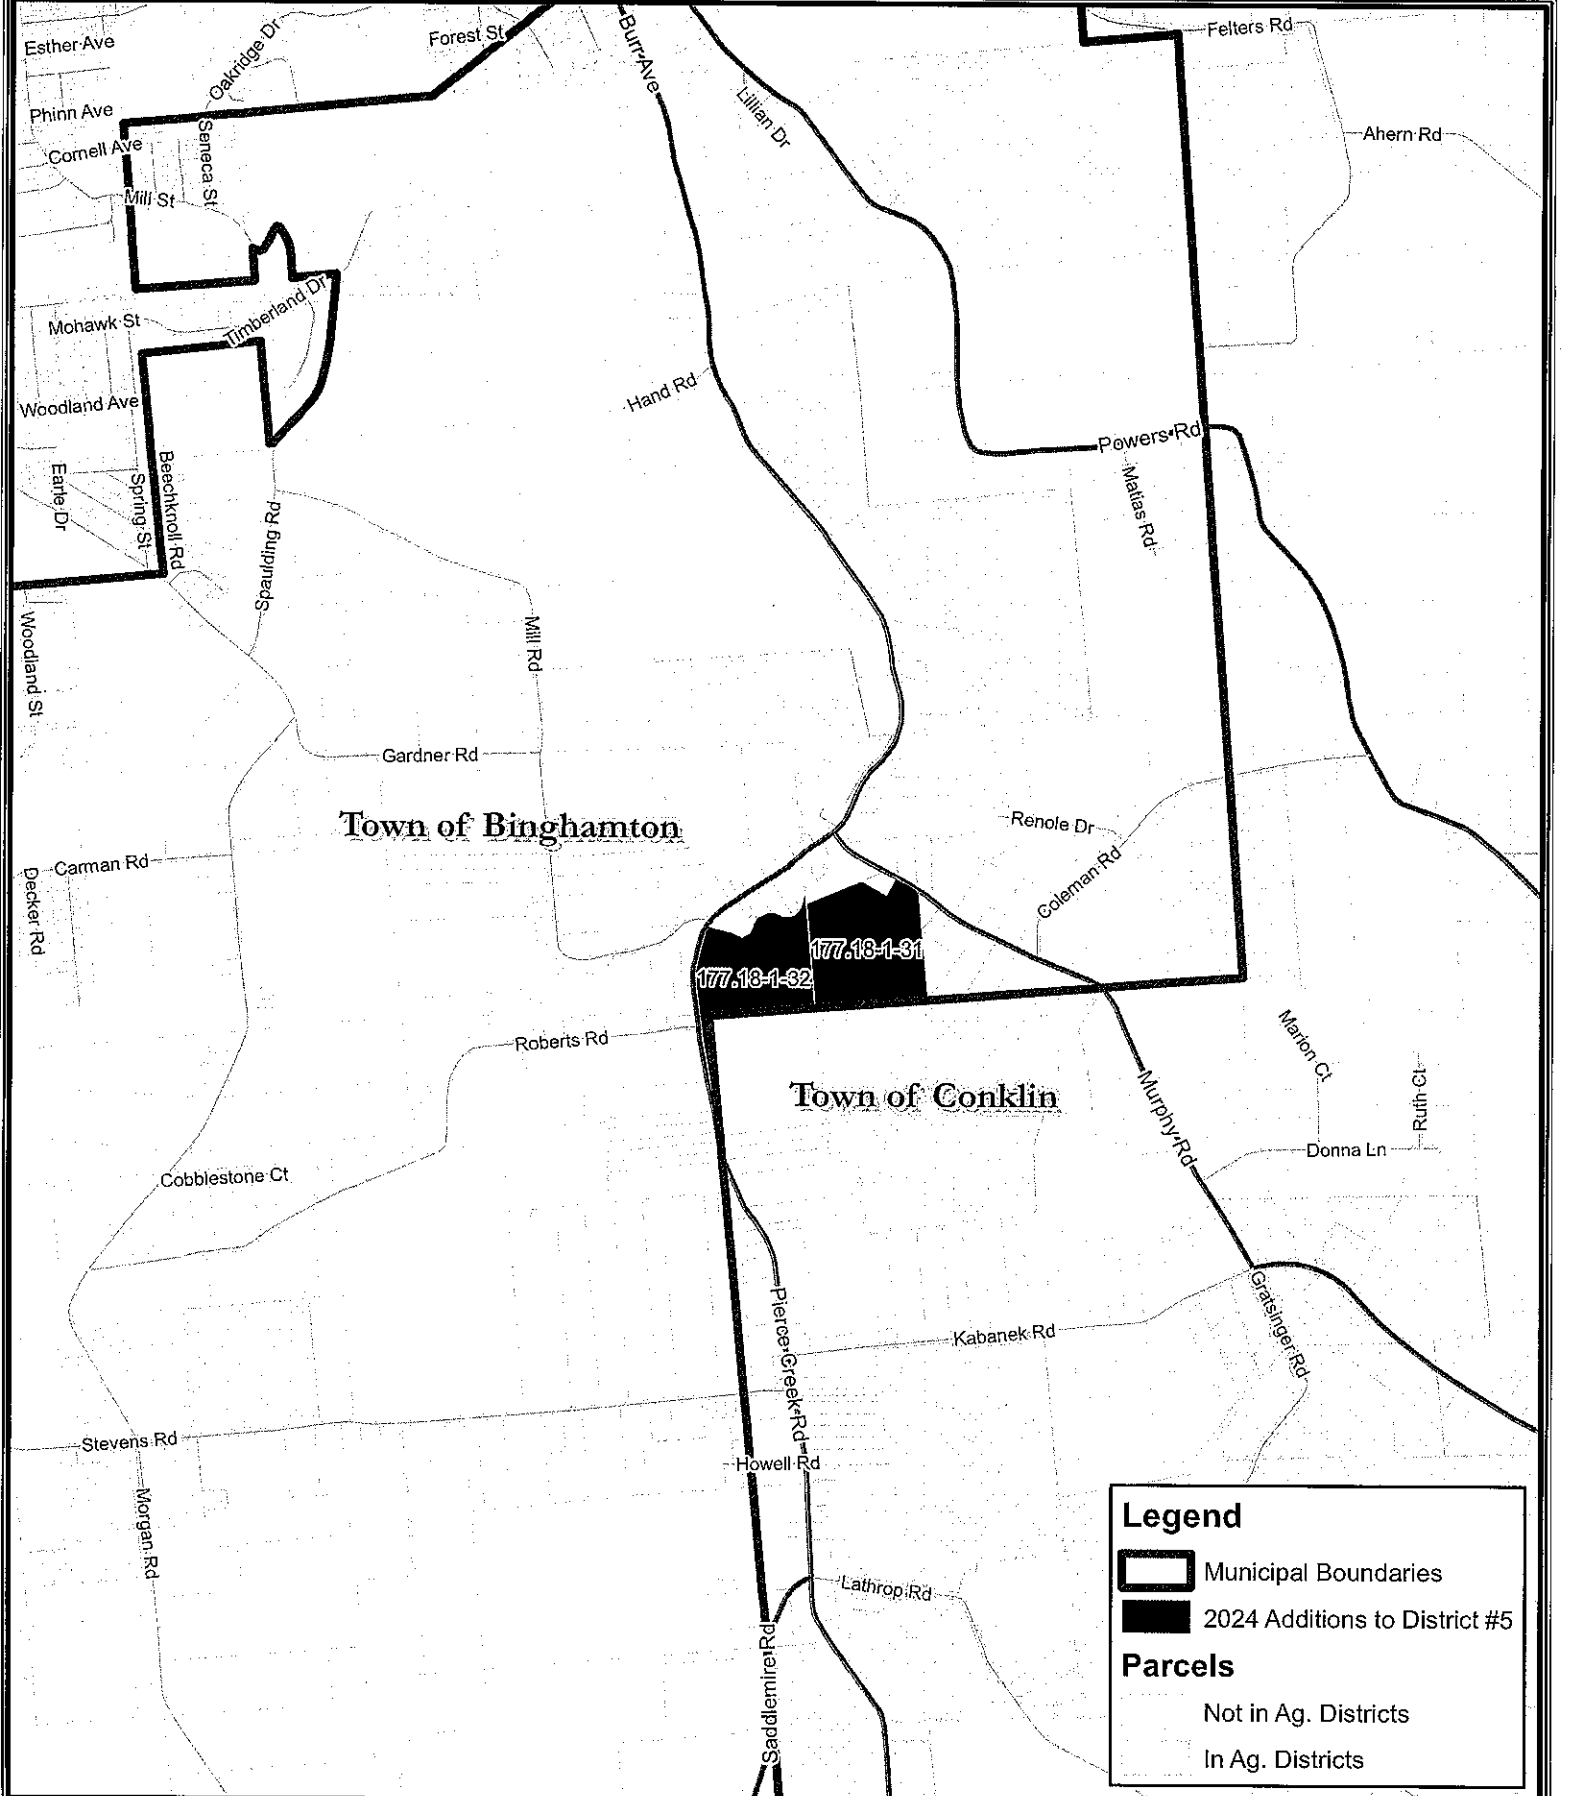 Esther Ave
Oakridge Dr
Forest St
Burr Ave
Felters Rd
Phinn Ave
Lillian Dr
Ahern Rd
Cornell Ave
Seneca St
Mill St
Mohawk St
Timberland Dr
Hand Rd
Woodland Ave
Powers Rd
Earle Dr
Spring St
Beechknoll Rd
Spaulding Rd
Matias Rd
Woodland St
Mill Rd
Gardner Rd
Town of Binghamton
Renole Dr
Carman Rd
Decker Rd
Coleman Rd
177.18-1-31
177.18-1-32
Roberts Rd
Marion Ct
Town of Conklin
Murphy Rd
Ruth Ct
Donna Ln
Cobblestone Ct
Pierce Creek Rd
Kabanek Rd
Gratsinger Rd
Stevens Rd
Howell Rd
Morgan Rd
Lathrop Rd
Saddlemire Rd
Legend
Municipal Boundaries
2024 Additions to District #5
Parcels
Not in Ag. Districts
In Ag. Districts